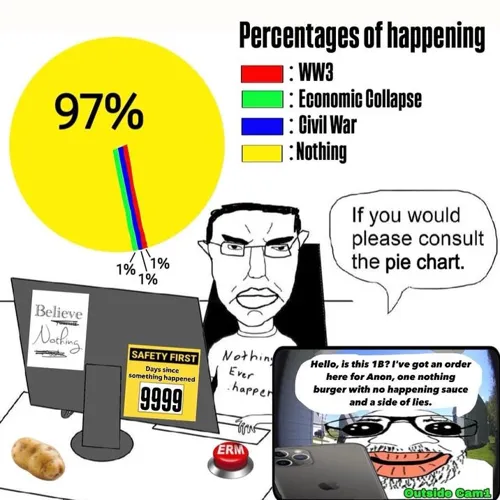 Percentages of happening
: WW3
: Economic Collapse
: Civil War
: Nothing
97%
1%
1%
1%
If you would
please consult
the pie chart.
Believe
Nothing
SAFETY FIRST
Days since
something happened
9999
Nothin
Ever
happen
ERM
Hello, is this 1B? I've got an order
here for Anon, one nothing
burger with no happening sauce
and a side of lies.
Outside Cam1